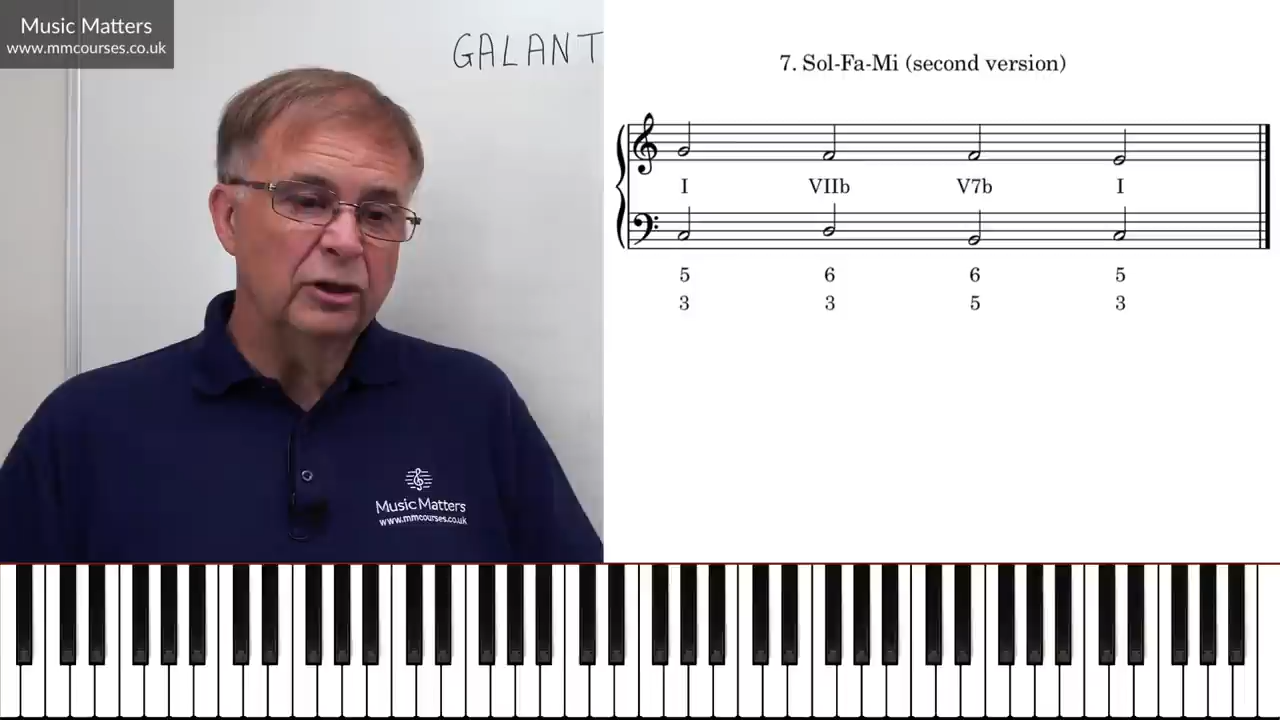 Music Matters
www.mmcourses.co.uk
GALANT
7. Sol-Fa-Mi (second version)
I VIIb V7b I
5 6 6 5
3 3 5 3
Music Matters
www.mmcourses.co.uk